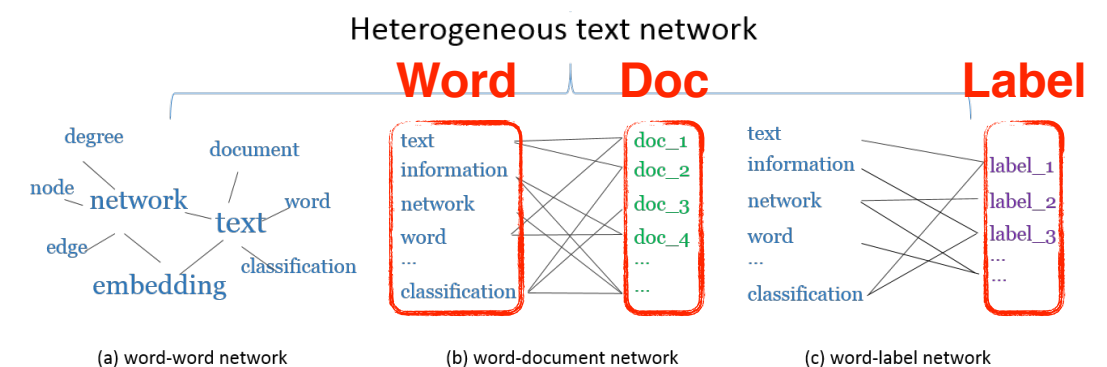 Heterogeneous text network
Word
Doc
Label
degree
document
node
network
word
text
edge
classification
embedding
text
information
network
word
...
classification
doc_1
doc_2
doc_3
doc_4
...
...
text
information
network
word
...
classification
label_1
label_2
label_3
...
...
(a) word-word network
(b) word-document network
(c) word-label network